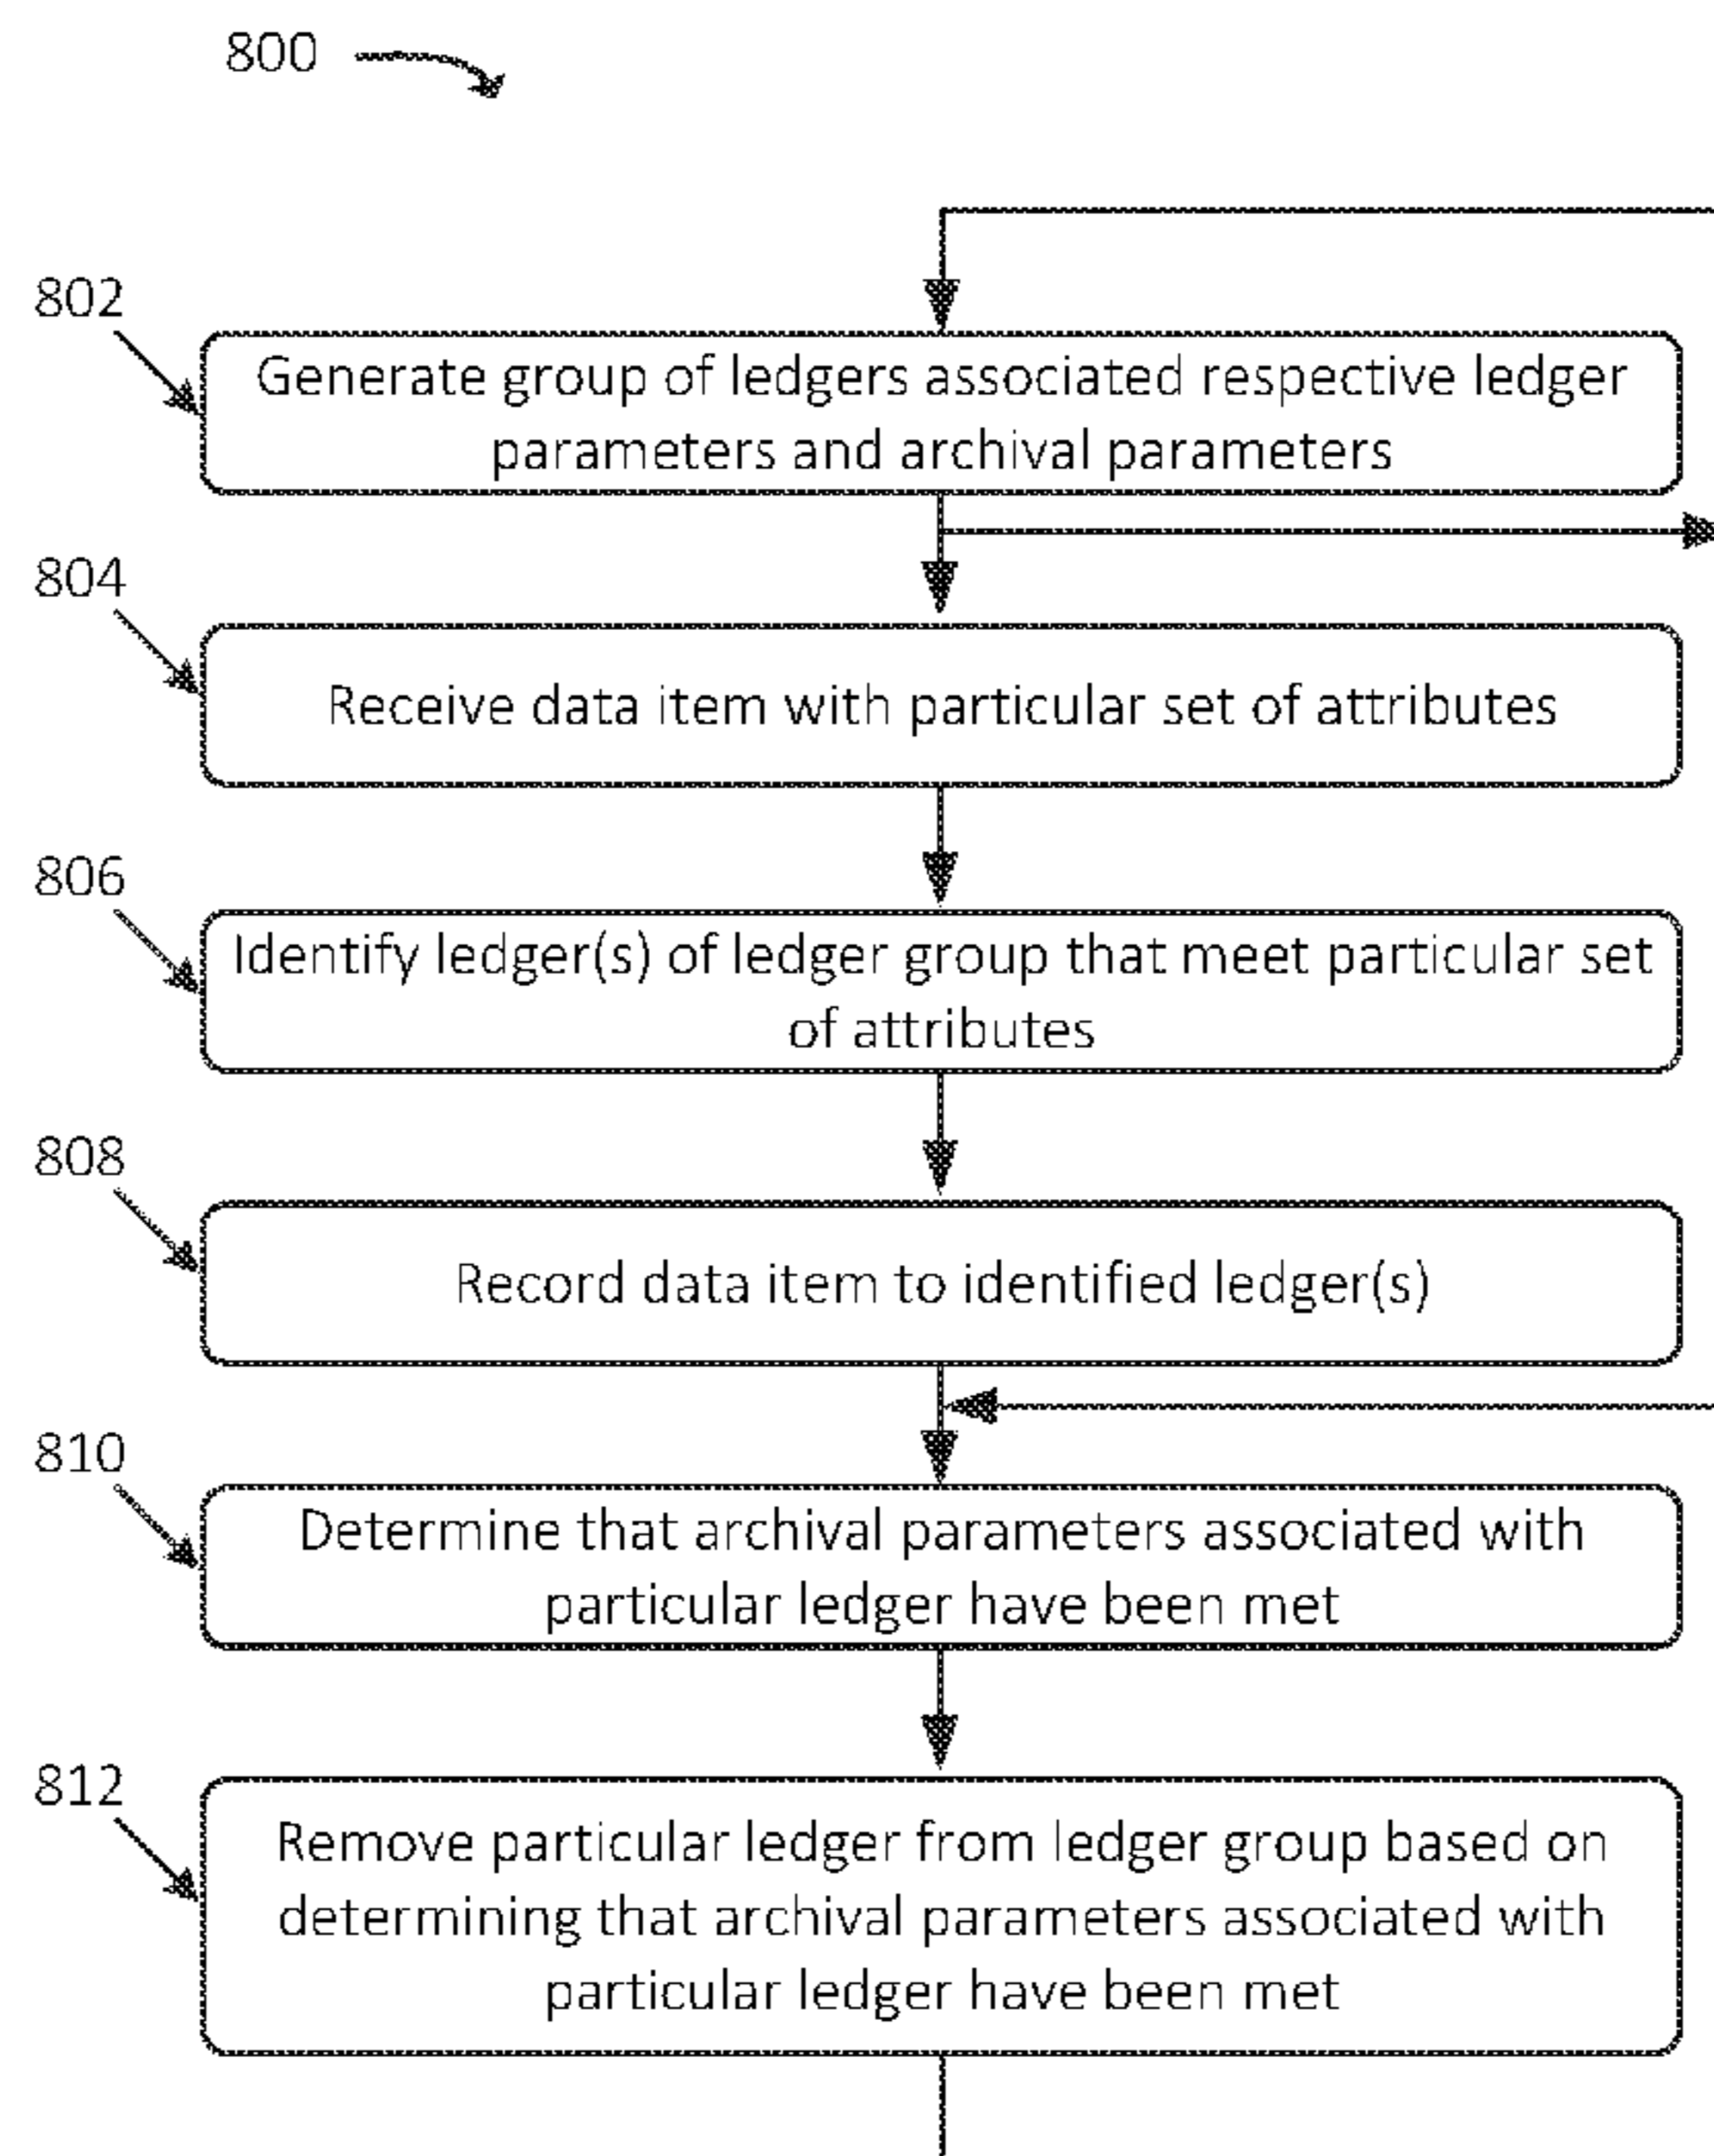 800
802
Generate group of ledgers associated respective ledger
parameters and archival parameters
804
Receive data item with particular set of attributes
806
Identify ledger(s) of ledger group that meet particular set
of attributes
808
Record data item to identified ledger(s)
810
Determine that archival parameters associated with
particular ledger have been met
812
Remove particular ledger from ledger group based on
determining that archival parameters associated with
particular ledger have been met